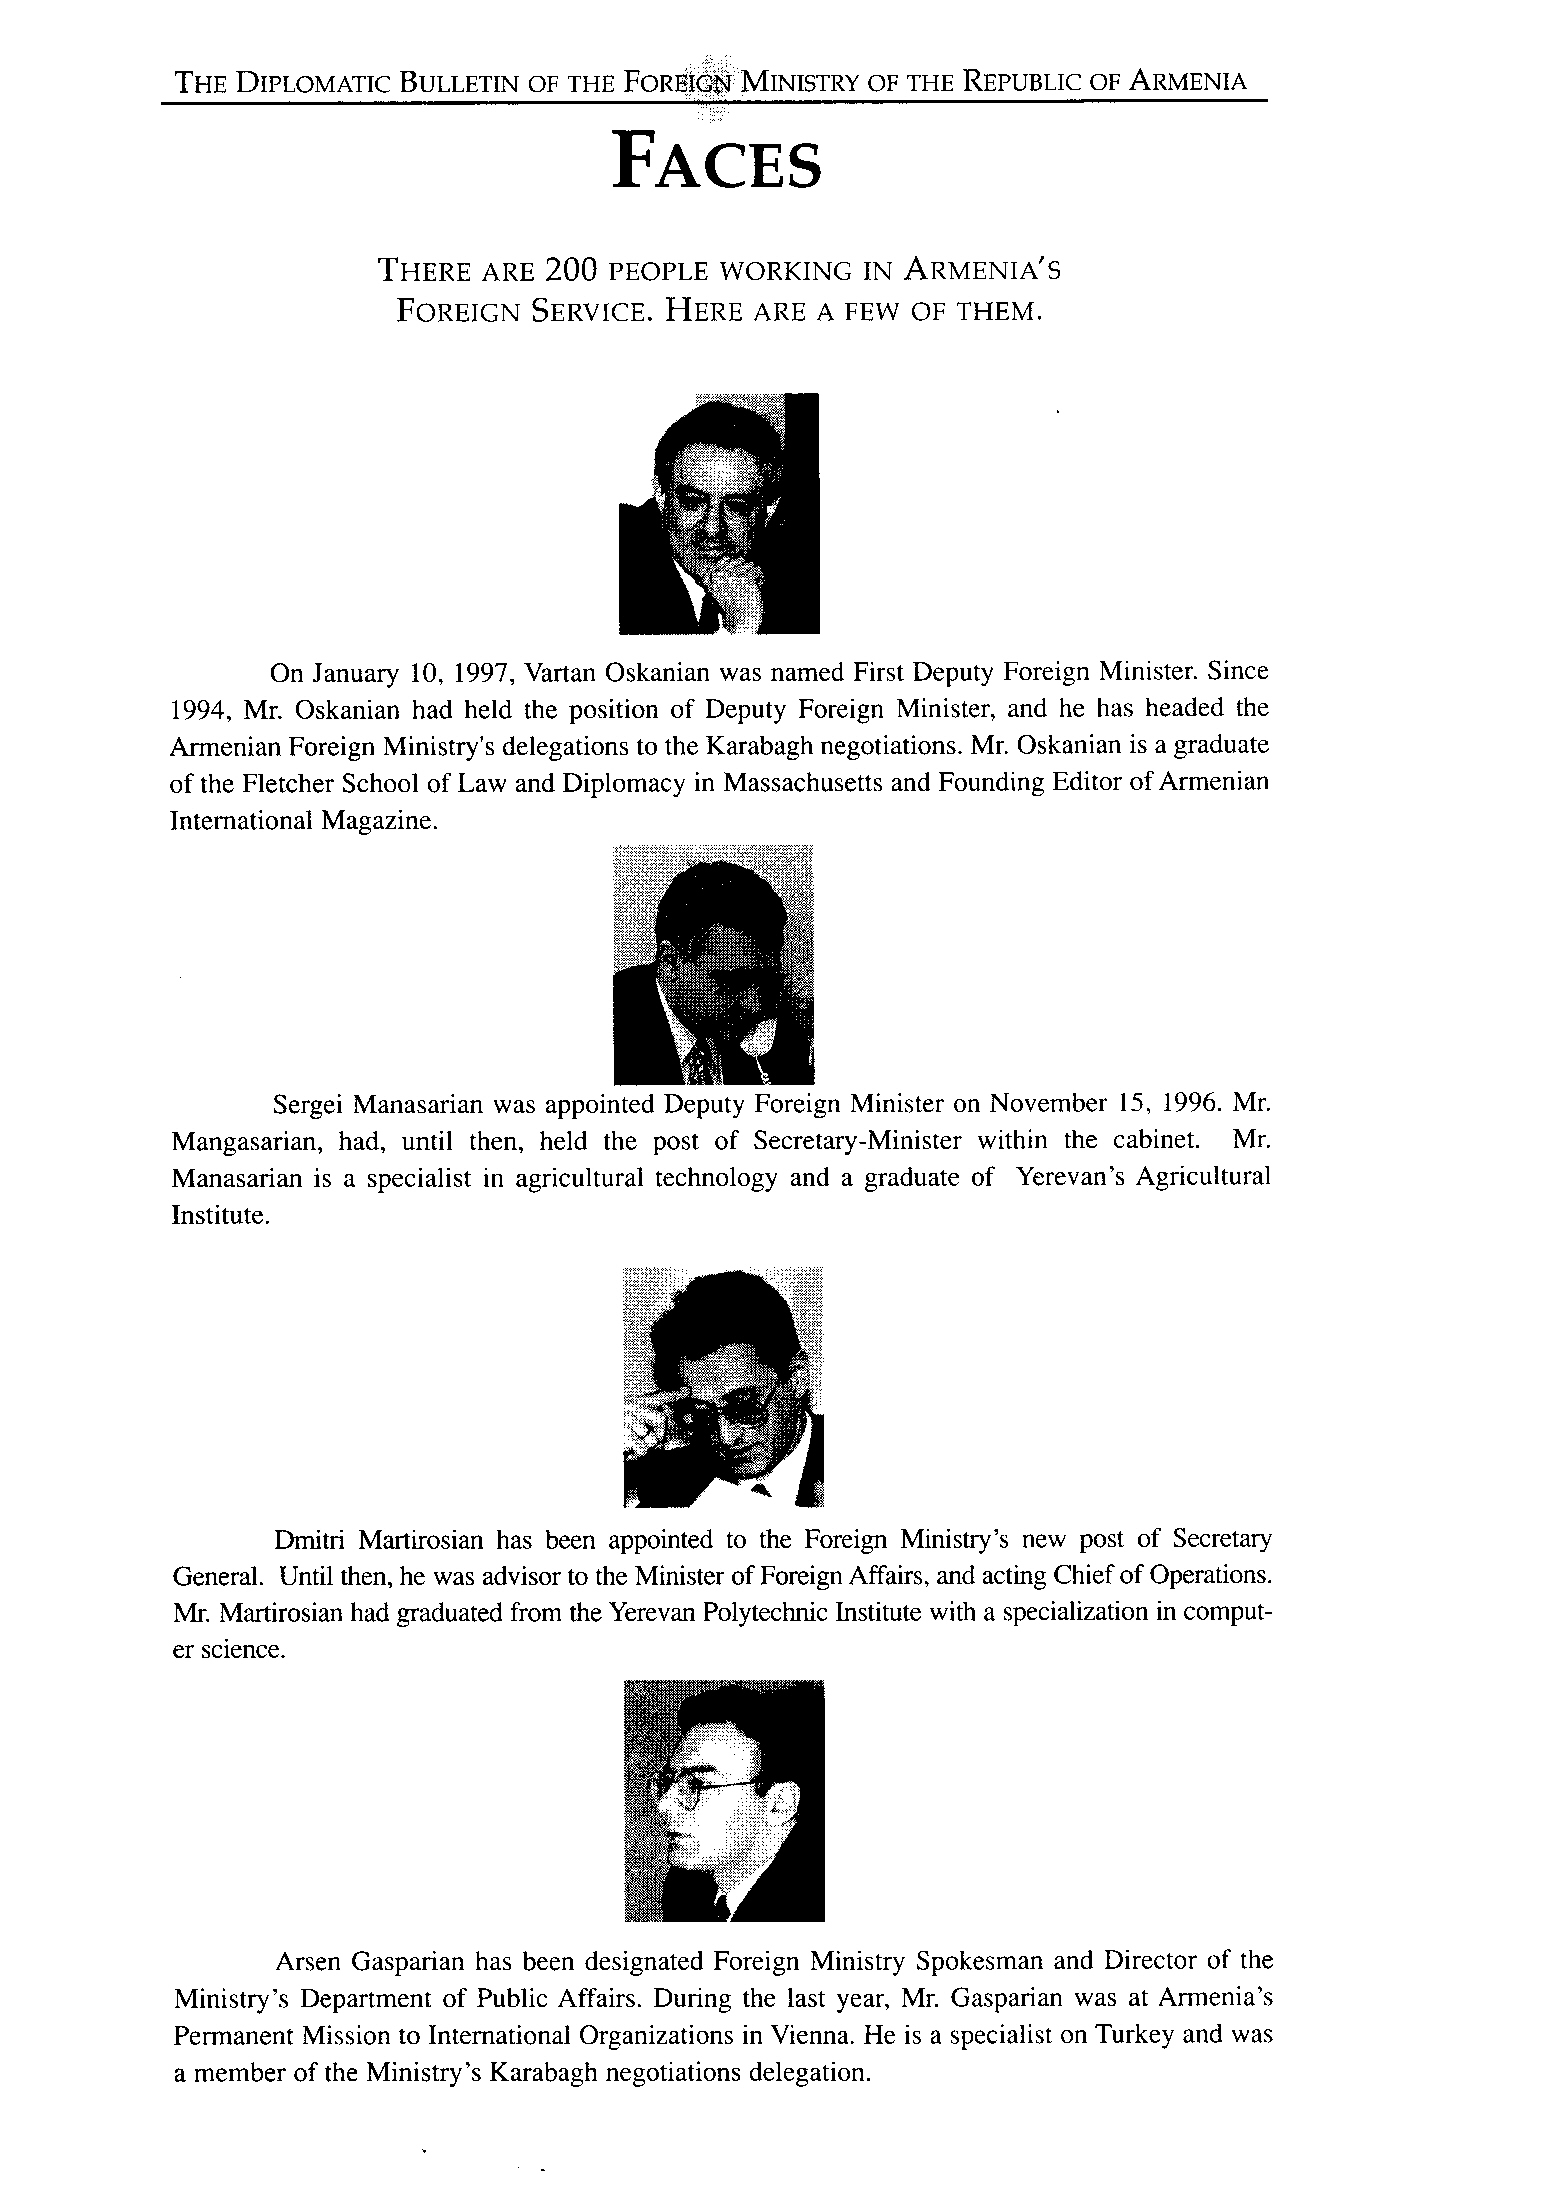 THE DIPLOMATIC BULLETIN OF THE FOREIGN MINISTRY OF THE REPUBLIC OF ARMENIA
FACES
THERE ARE 200 PEOPLE WORKING IN ARMENIA'S
FOREIGN SERVICE. HERE ARE A FEW OF THEM.
On January 10, 1997, Vartan Oskanian was named First Deputy Foreign Minister. Since
1994, Mr. Oskanian had held the position of Deputy Foreign Minister, and he has headed the
Armenian Foreign Ministry's delegations to the Karabagh negotiations. Mr. Oskanian is a graduate
of the Fletcher School of Law and Diplomacy in Massachusetts and Founding Editor of Armenian
International Magazine.
Sergei Manasarian was appointed Deputy Foreign Minister on November 15, 1996. Mr.
Mangasarian, had, until then, held the post of Secretary-Minister within the cabinet. Mr.
Manasarian is a specialist in agricultural technology and a graduate of Yerevan's Agricultural
Institute.
Dmitri Martirosian has been appointed to the Foreign Ministry's new post of Secretary
General. Until then, he was advisor to the Minister of Foreign Affairs, and acting Chief of Operations.
Mr. Martirosian had graduated from the Yerevan Polytechnic Institute with a specialization in comput-
er science.
Arsen Gasparian has been designated Foreign Ministry Spokesman and Director of the
Ministry's Department of Public Affairs. During the last year, Mr. Gasparian was at Armenia's
Permanent Mission to International Organizations in Vienna. He is a specialist on Turkey and was
a member of the Ministry's Karabagh negotiations delegation.